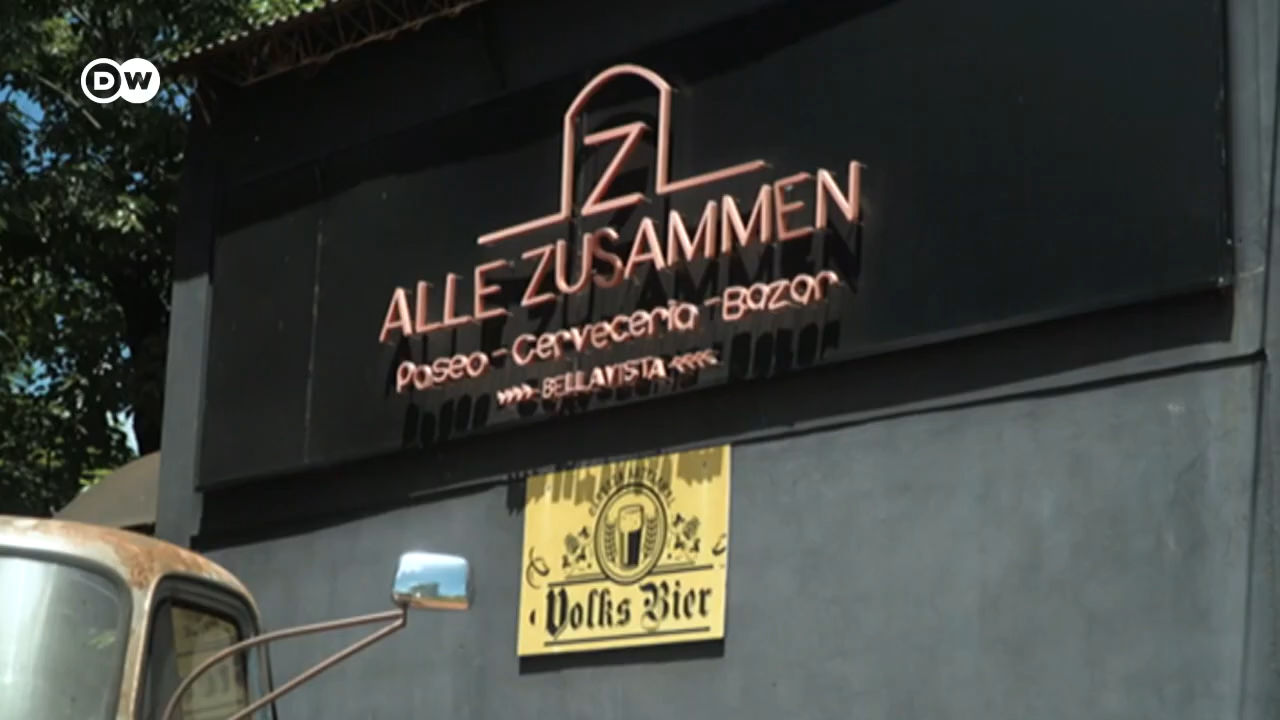 DW
Z
ALLE ZUSAMMEN
Paseo - Cerveceria - Bazar
»»» BELLAVISTA «««
Volks Bier